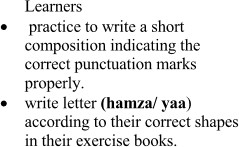 Learners
• practice to write a short
composition indicating the
correct punctuation marks
properly.
• write letter (hamza/ yaa)
according to their correct shapes
in their exercise books.